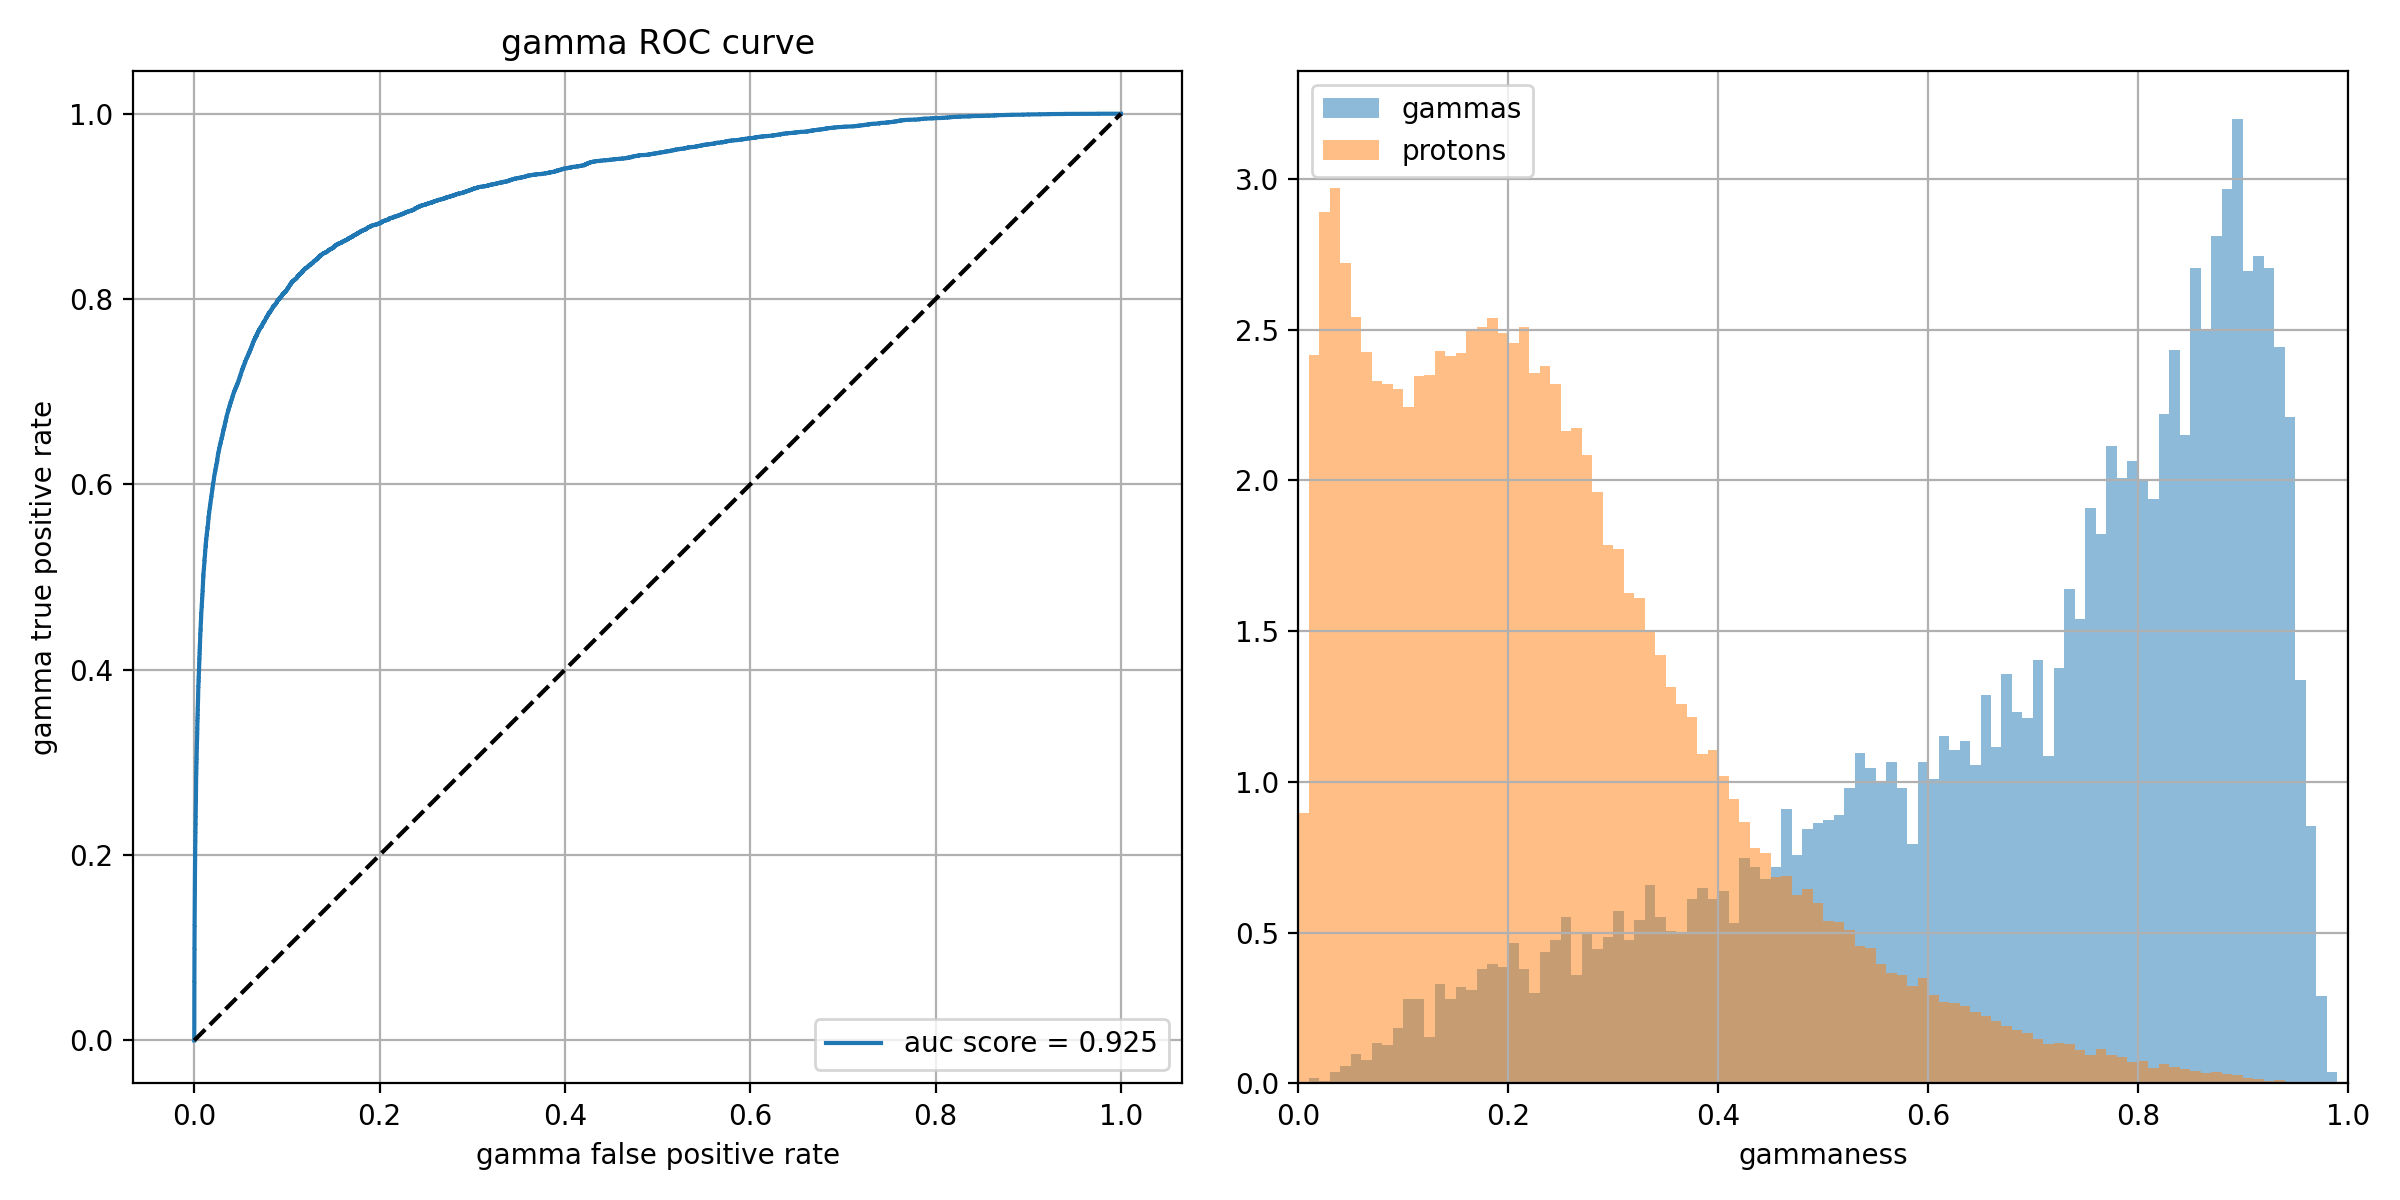 gamma ROC curve
1.0
0.8
0.6
0.4
0.2
0.0
gamma true positive rate
auc score = 0.925
0.0 0.2 0.4 0.6 0.8 1.0
gamma false positive rate
gammas
protons
3.0
2.5
2.0
1.5
1.0
0.5
0.0
0.0 0.2 0.4 0.6 0.8 1.0
gammaness